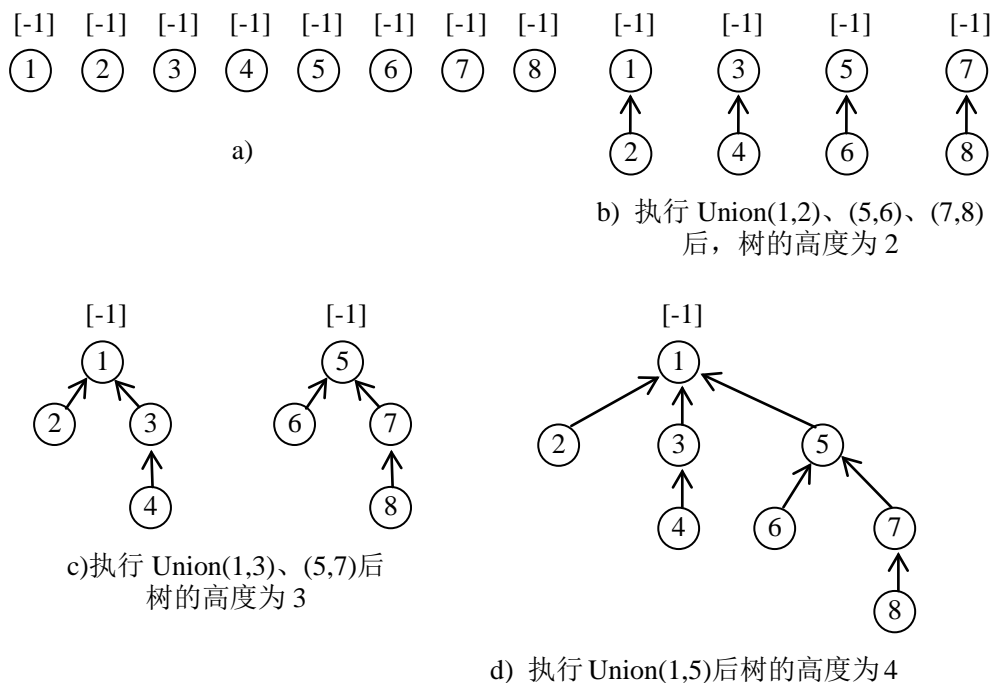 [-1] [-1] [-1] [-1] [-1] [-1] [-1] [-1]
1 2 3 4 5 6 7 8
a)
[-1] [-1] [-1] [-1]
1 3 5 7
2 4 6 8
b) 执行 Union(1,2)、(5,6)、(7,8)
后，树的高度为 2
[-1] [-1]
1 5
2 3 6 7
4 8
c)执行 Union(1,3)、(5,7)后
树的高度为 3
[-1]
1
2 3 5
4 6 7
8
d) 执行 Union(1,5)后树的高度为 4